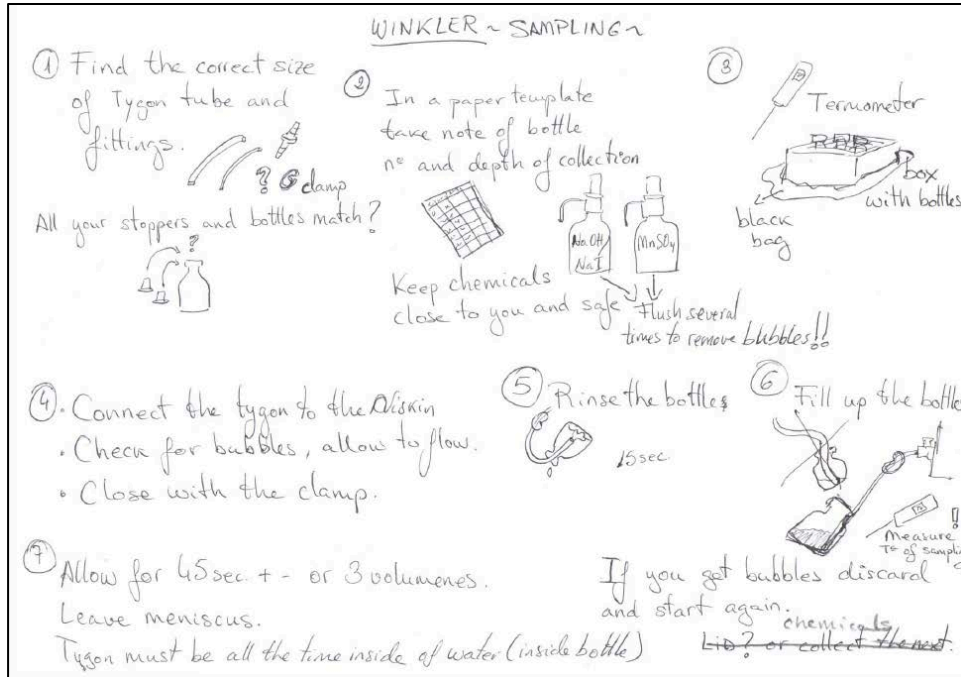 WINKLER ~ SAMPLING ~
① Find the correct size
of Tygon tube and
fittings.
? clamp
All your stoppers and bottles match?
?
② In a paper template
take note of bottle
nº and depth of collection
NaOH/
NaI
MnSO4
Keep chemicals
close to you and safe
Flush several
times to remove bubbles!!
③
Termometer
box
with bottles
black
bag
④ • Connect the tygon to the Niskin
• Check for bubbles, allow to flow.
• Close with the clamp.
⑤ Rinse the bottles
15 sec.
⑥ Fill up the bottles
!
Measure
Tº of sampling
⑦ Allow for 45 sec. + - or 3 volumenes.
Leave meniscus.
Tygon must be all the time inside of water (inside bottle)
If you get bubbles discard
and start again.
chemicals
LiD? or collect the next.